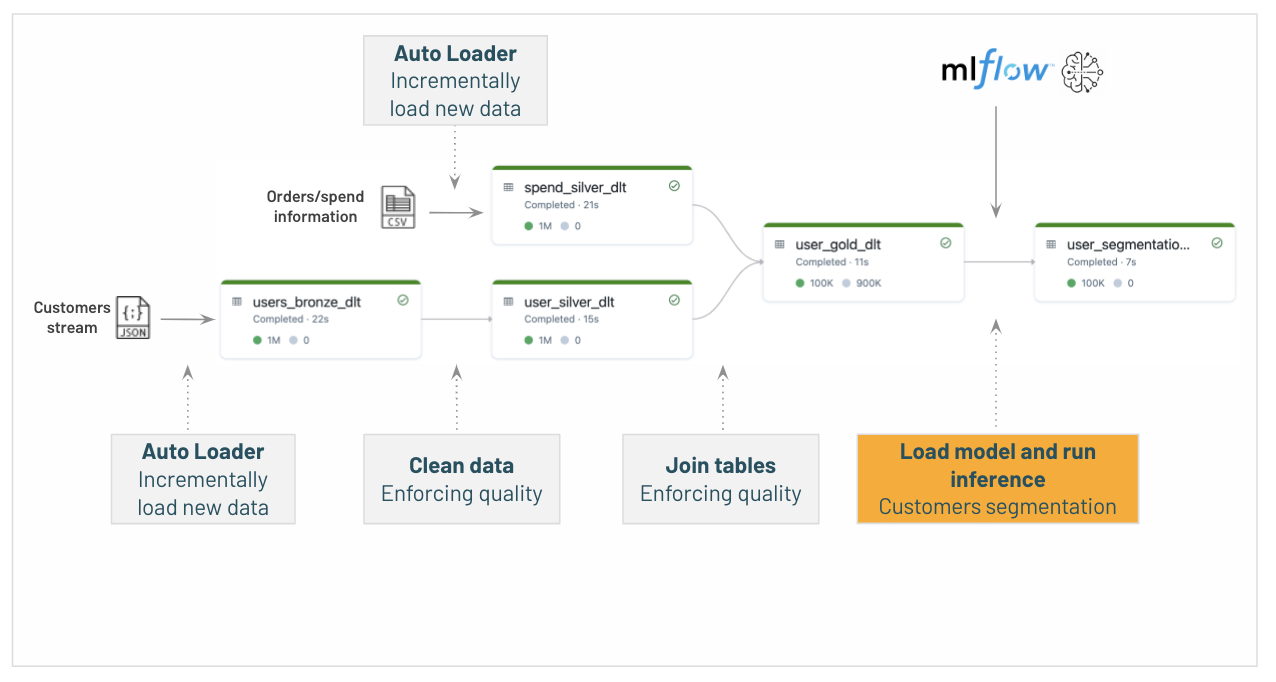 Auto Loader
Incrementally
load new data
mlflow™
Orders/spend
information
CSV
spend_silver_dlt
Completed · 21s
1M 0
user_gold_dlt
Completed · 11s
100K 900K
user_segmentatio...
Completed · 7s
100K 0
Customers
stream
{;}
JSON
users_bronze_dlt
Completed · 22s
1M 0
user_silver_dlt
Completed · 15s
1M 0
Auto Loader
Incrementally
load new data
Clean data
Enforcing quality
Join tables
Enforcing quality
Load model and run
inference
Customers segmentation